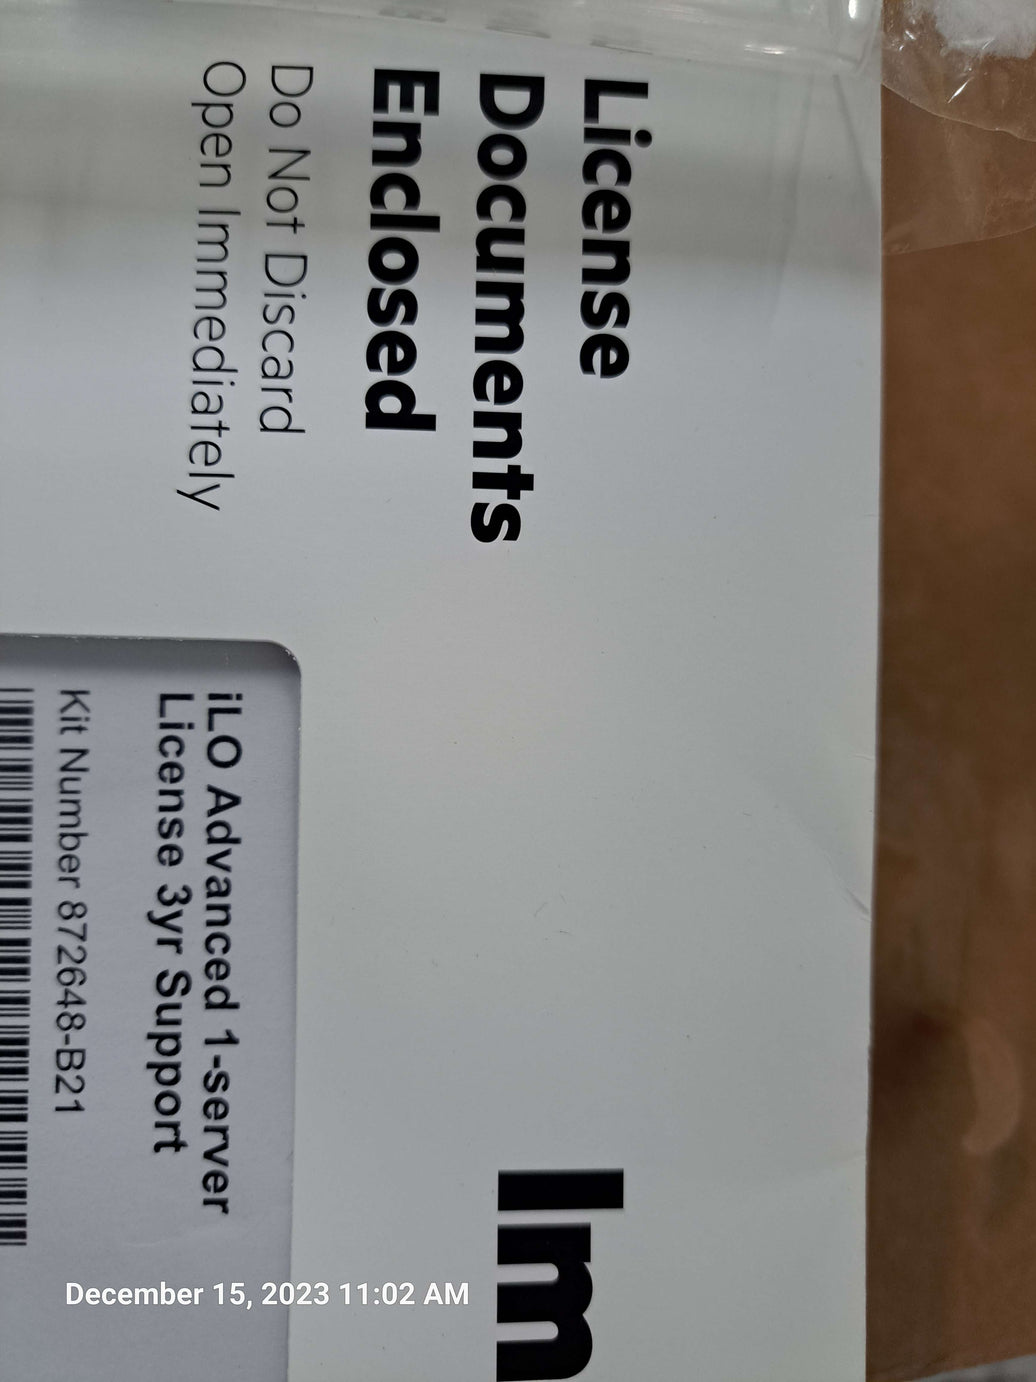 License
Documents
Enclosed
Do Not Discard
Open Immediately
iLO Advanced 1-server
License 3yr Support
Kit Number 872648-B21
Im
December 15, 2023 11:02 AM